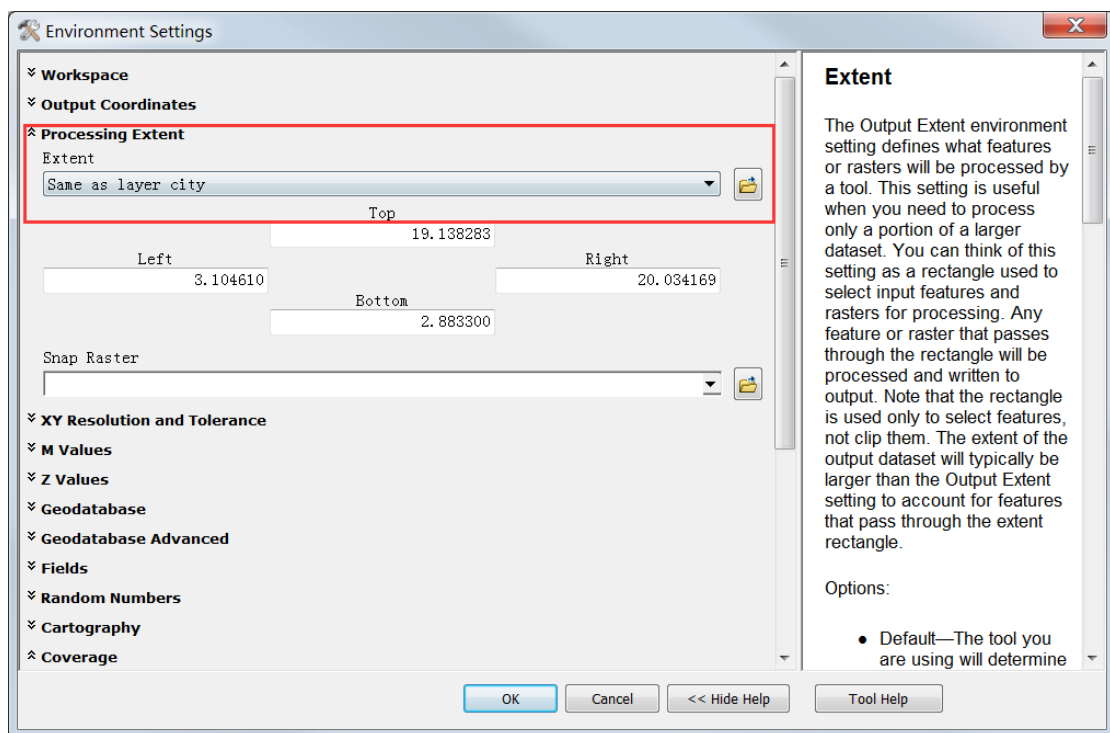 Environment Settings
Workspace
Output Coordinates
Processing Extent
Extent
Same as layer city
Top
19.138283
Left
Right
3.104610
20.034169
Bottom
2.883300
Snap Raster
XY Resolution and Tolerance
M Values
Z Values
Geodatabase
Geodatabase Advanced
Fields
Random Numbers
Cartography
Coverage
OK
Cancel
<< Hide Help
Tool Help
Extent
The Output Extent environment
setting defines what features
or rasters will be processed by
a tool. This setting is useful
when you need to process
only a portion of a larger
dataset. You can think of this
setting as a rectangle used to
select input features and
rasters for processing. Any
feature or raster that passes
through the rectangle will be
processed and written to
output. Note that the rectangle
is used only to select features,
not clip them. The extent of the
output dataset will typically be
larger than the Output Extent
setting to account for features
that pass through the extent
rectangle.
Options:
● Default—The tool you
are using will determine